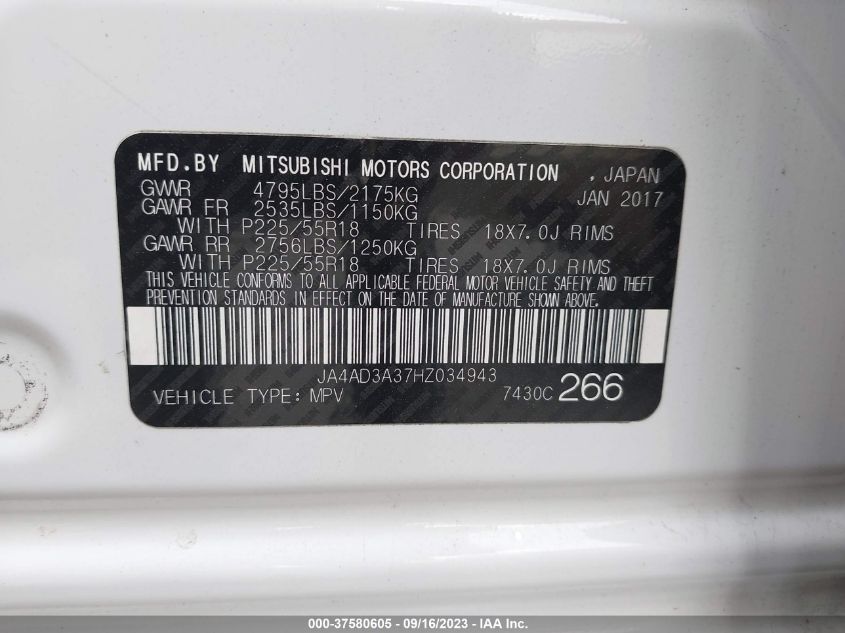 MFD.BY MITSUBISHI MOTORS CORPORATION , JAPAN
GWWR 4795LBS/2175KG JAN 2017
GAWR FR 2535LBS/1150KG
WITH P225/55R18 TIRES 18X7.0J RIMS
GAWR RR 2756LBS/1250KG
WITH P225/55R18 TIRES 18X7.0J RIMS
THIS VEHICLE CONFORMS TO ALL APPLICABLE FEDERAL MOTOR VEHICLE SAFETY AND THEFT
PREVENTION STANDARDS IN EFFECT ON THE DATE OF MANUFACTURE SHOWN ABOVE.
JA4AD3A37HZ034943
VEHICLE TYPE: MPV 7430C 266
000-37580605 - 09/16/2023 - © IAA Inc.